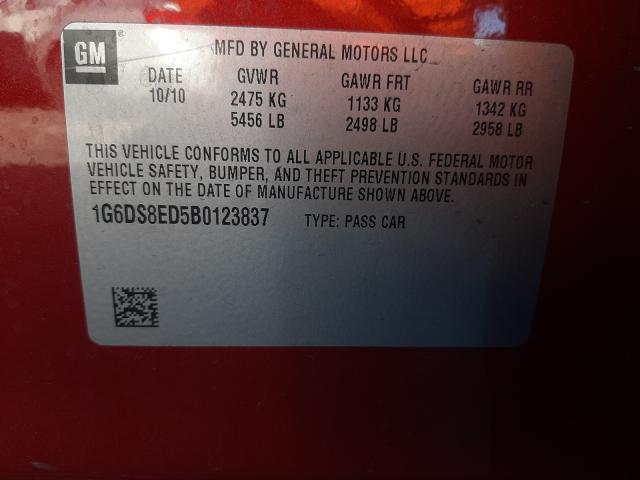 GM
MFD BY GENERAL MOTORS LLC
DATE GVWR GAWR FRT GAWR RR
10/10 2475 KG 1133 KG 1342 KG
5456 LB 2498 LB 2958 LB
THIS VEHICLE CONFORMS TO ALL APPLICABLE U.S. FEDERAL MOTOR
VEHICLE SAFETY, BUMPER, AND THEFT PREVENTION STANDARDS IN
EFFECT ON THE DATE OF MANUFACTURE SHOWN ABOVE.
1G6DS8ED5B0123837 TYPE: PASS CAR